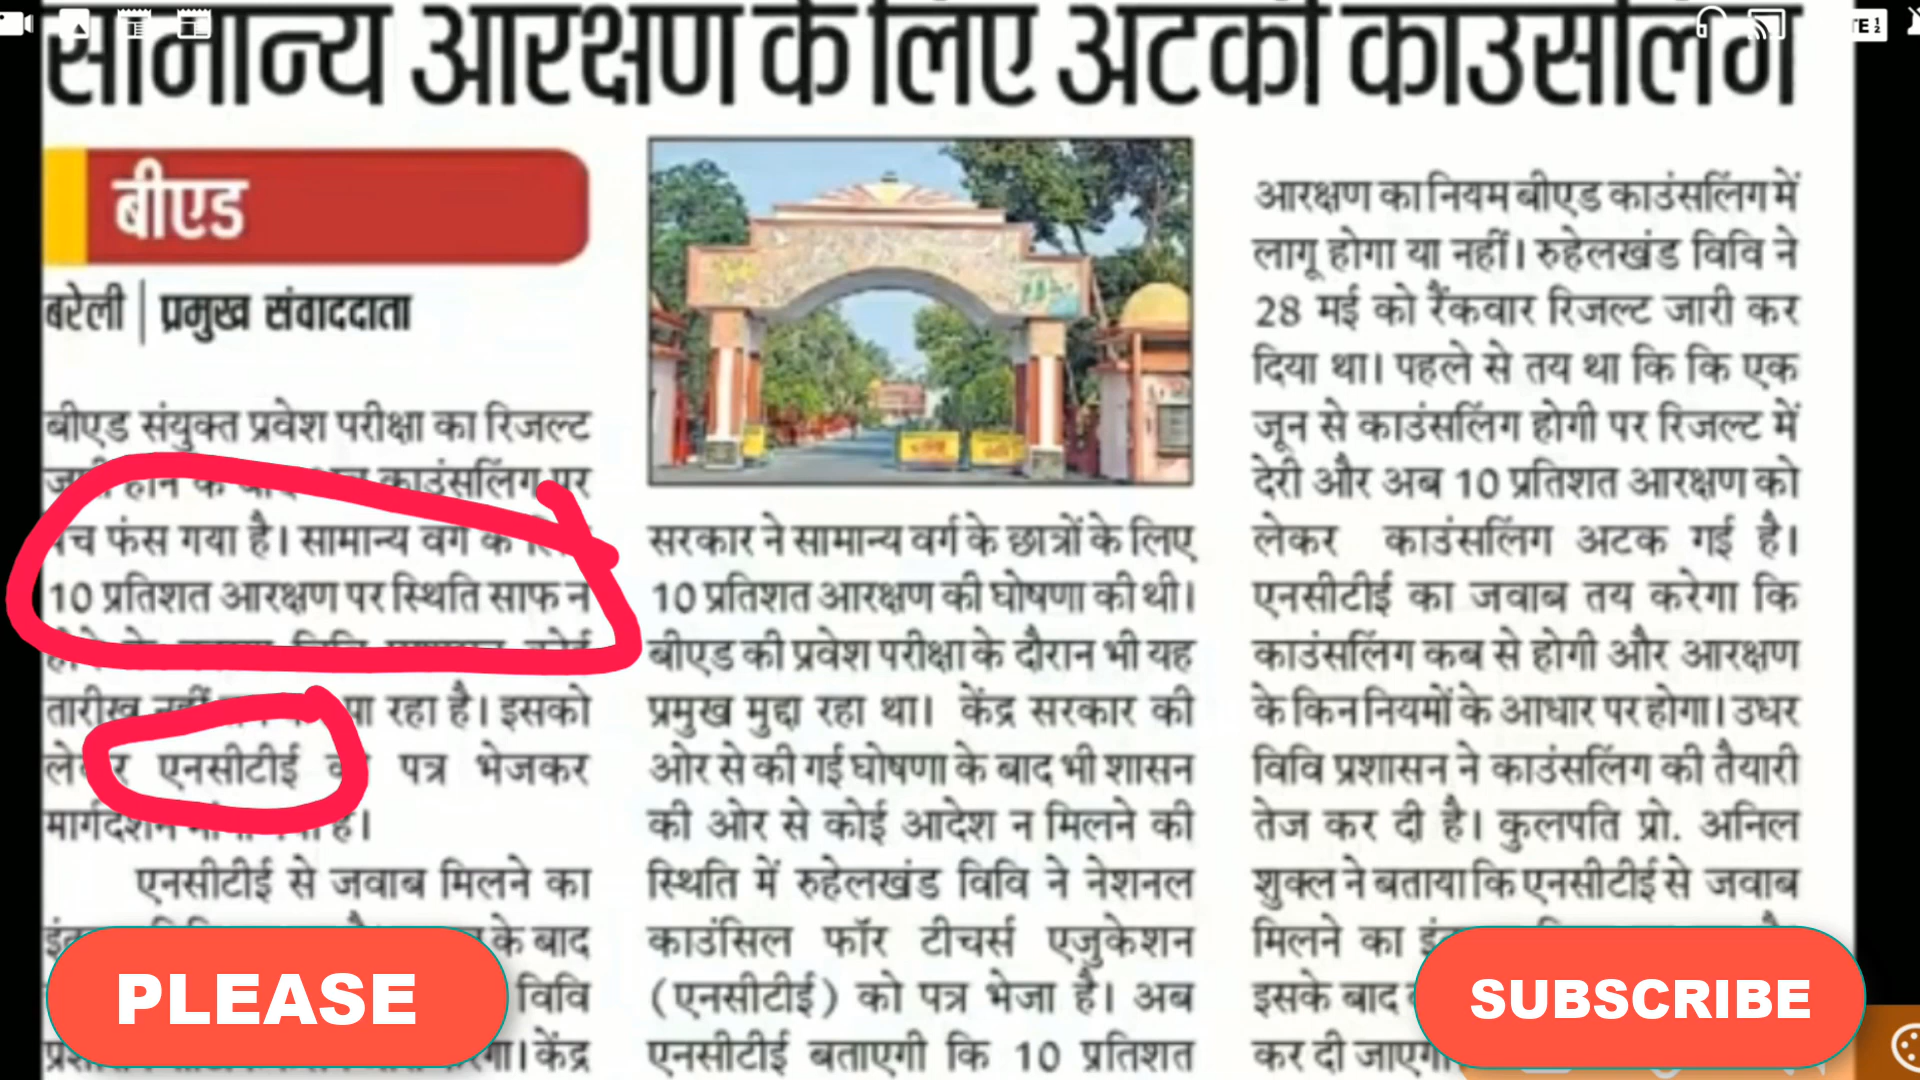 सामान्य आरक्षण के लिए अटकी काउंसलिंग
बीएड
बरेली | प्रमुख संवाददाता
बीएड संयुक्त प्रवेश परीक्षा का रिजल्ट
काउंसलिंग पर
फंस गया है। सामान्य वर्ग के
10 प्रतिशत आरक्षण पर स्थिति साफ न
तारीख नहीं पा रहा है। इसको
एनसीटीई पत्र भेजकर
मार्गदर्शन है।
एनसीटीई से जवाब मिलने का
के बाद
विवि
केंद्र
सरकार ने सामान्य वर्ग के छात्रों के लिए
10 प्रतिशत आरक्षण की घोषणा की थी।
बीएड की प्रवेश परीक्षा के दौरान भी यह
प्रमुख मुद्दा रहा था। केंद्र सरकार की
ओर से की गई घोषणा के बाद भी शासन
की ओर से कोई आदेश न मिलने की
स्थिति में रुहेलखंड विवि ने नेशनल
काउंसिल फॉर टीचर्स एजुकेशन
(एनसीटीई) को पत्र भेजा है। अब
एनसीटीई बताएगी कि 10 प्रतिशत
आरक्षण का नियम बीएड काउंसलिंग में
लागू होगा या नहीं। रुहेलखंड विवि ने
28 मई को रैंकवार रिजल्ट जारी कर
दिया था। पहले से तय था कि कि एक
जून से काउंसलिंग होगी पर रिजल्ट में
देरी और अब 10 प्रतिशत आरक्षण को
लेकर काउंसलिंग अटक गई है।
एनसीटीई का जवाब तय करेगा कि
काउंसलिंग कब से होगी और आरक्षण
के किन नियमों के आधार पर होगा। उधर
विवि प्रशासन ने काउंसलिंग की तैयारी
तेज कर दी है। कुलपति प्रो. अनिल
शुक्ल ने बताया कि एनसीटीई से जवाब
मिलने का
इसके बाद
कर दी जाएगी
PLEASE
SUBSCRIBE